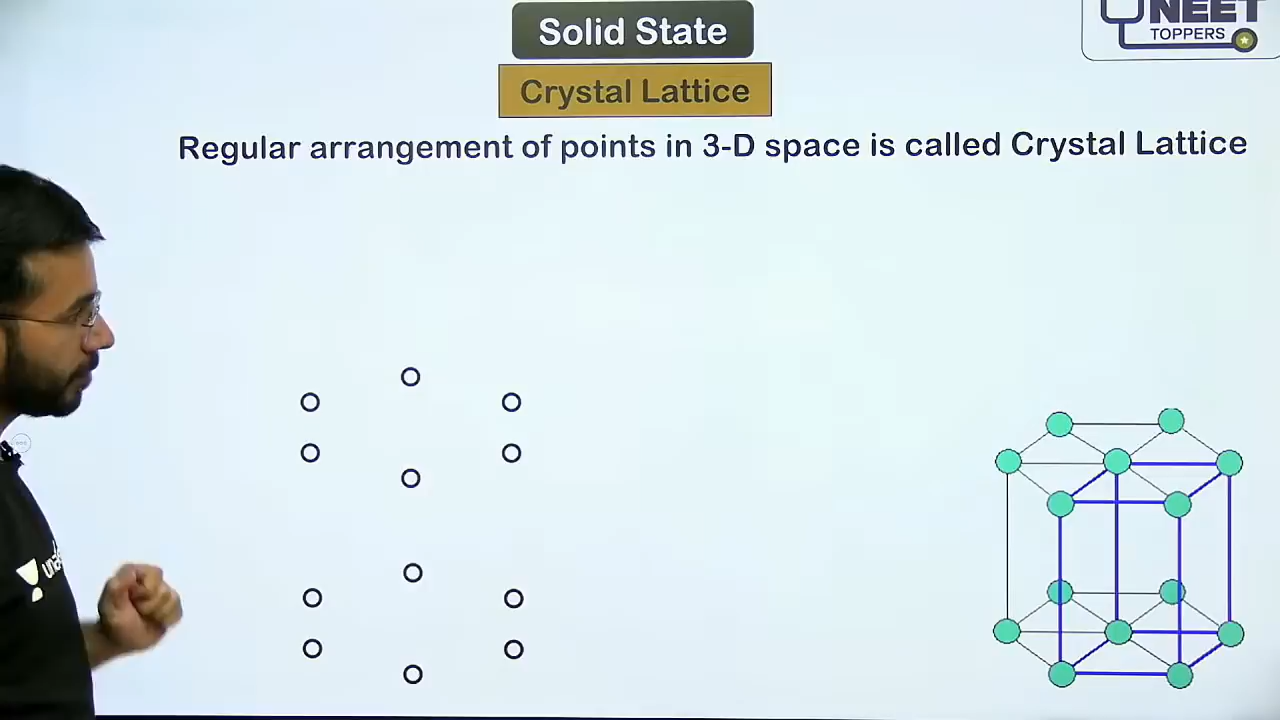 Solid State
NEET
TOPPERS
Crystal Lattice
Regular arrangement of points in 3-D space is called Crystal Lattice